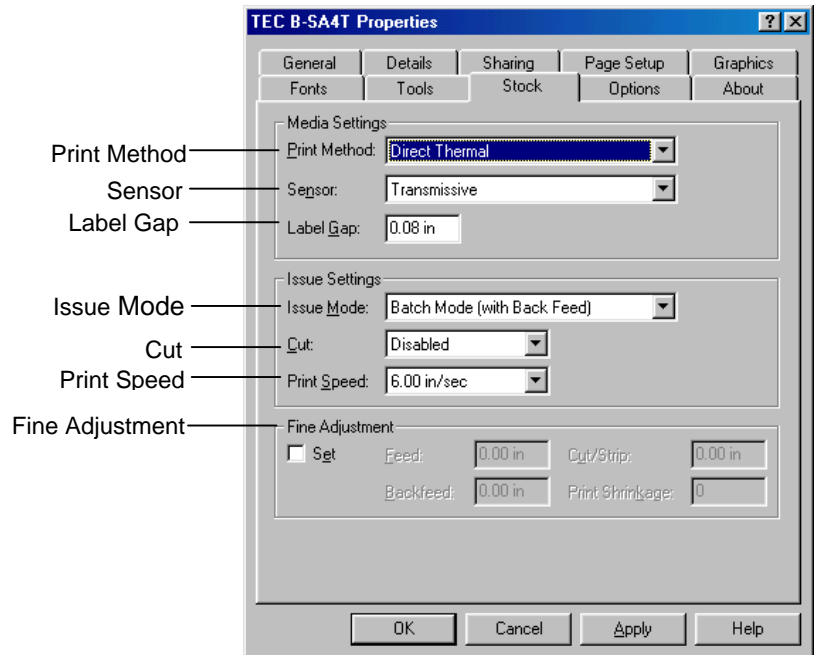 TEC B-SA4T Properties
General Details Sharing Page Setup Graphics
Fonts Tools Stock Options About
Media Settings
Print Method Print Method: Direct Thermal
Sensor Sensor: Transmissive
Label Gap Label Gap: 0.08 in
Issue Settings
Issue Mode Issue Mode: Batch Mode (with Back Feed)
Cut Cut: Disabled
Print Speed Print Speed: 6.00 in/sec
Fine Adjustment Fine Adjustment
Set Feed: 0.00 in Cut/Strip: 0.00 in
Backfeed: 0.00 in Print Shrinkage: 0
OK Cancel Apply Help